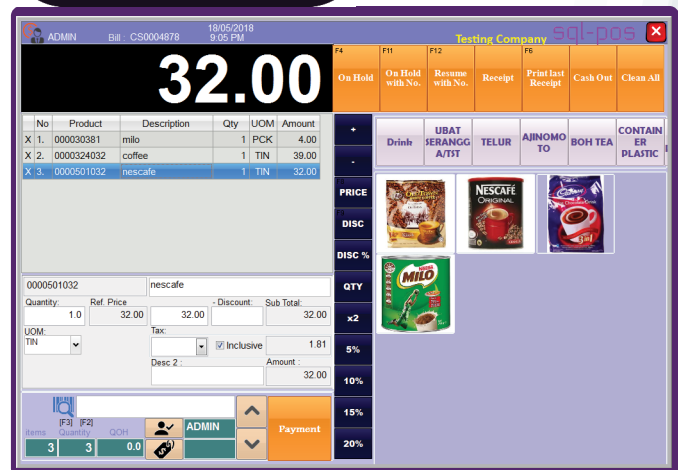 ADMIN Bill : CS0004878 18/05/2018
9:05 PM
Testing Company sql-pos
32.00
F4 On Hold
F11 On Hold with No.
F12 Resume with No.
Receipt
F6 Print last Receipt
Cash Out
Clean All
No Product Description Qty UOM Amount
X 1. 000030381 milo 1 PCK 4.00
X 2. 0000324032 coffee 1 TIN 39.00
X 3. 0000501032 nescafe 1 TIN 32.00
+
-
PRICE
DISC
DISC %
QTY
x2
5%
10%
15%
20%
Drink
UBAT SERANGG A/TST
TELUR
AJINOMO TO
BOH TEA
CONTAIN ER PLASTIC
NESCAFÉ
ORIGINAL
Cadbury
3in1
MILO
0000501032 nescafe
Quantity: Ref. Price - Discount: Sub Total:
1.0 32.00 32.00 32.00
UOM: Tax:
TIN Inclusive 1.81
Desc 2 : Amount :
32.00
[F3] [F2]
Items Quantity QOH
3 3 0.0
ADMIN
Payment